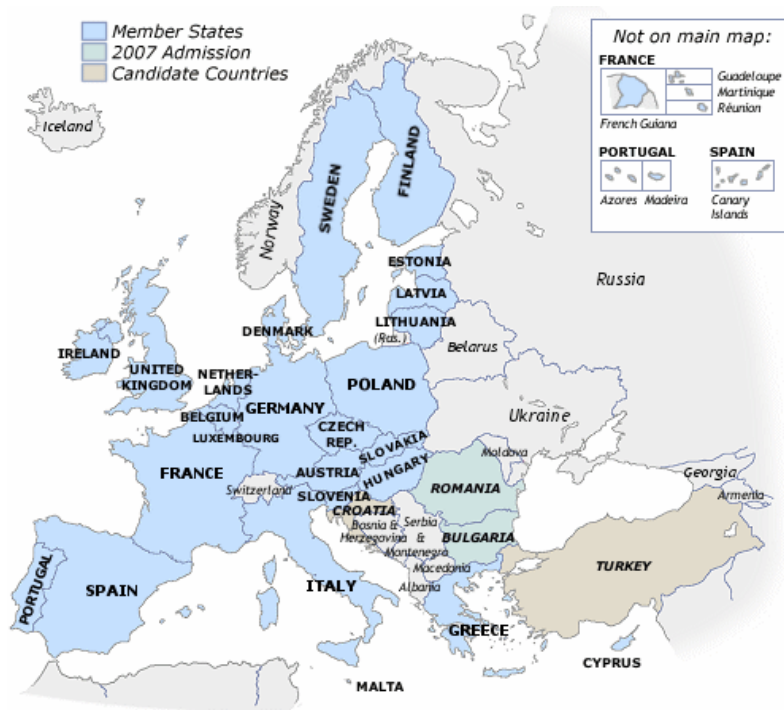 Member States
2007 Admission
Candidate Countries
Not on main map:
FRANCE
Guadeloupe
Martinique
Réunion
French Guiana
PORTUGAL
SPAIN
Azores
Madeira
Canary
Islands
Iceland
Norway
SWEDEN
FINLAND
Russia
ESTONIA
LATVIA
LITHUANIA
(Rus.)
DENMARK
Belarus
IRELAND
UNITED
KINGDOM
NETHER-
LANDS
POLAND
BELGIUM
GERMANY
Ukraine
LUXEMBOURG
CZECH
REP.
SLOVAKIA
Moldova
FRANCE
AUSTRIA
HUNGARY
Switzerland
SLOVENIA
ROMANIA
Georgia
Armenia
CROATIA
Bosnia &
Herzegovina
Serbia
&
Montenegro
BULGARIA
Macedonia
Albania
TURKEY
PORTUGAL
SPAIN
ITALY
GREECE
CYPRUS
MALTA